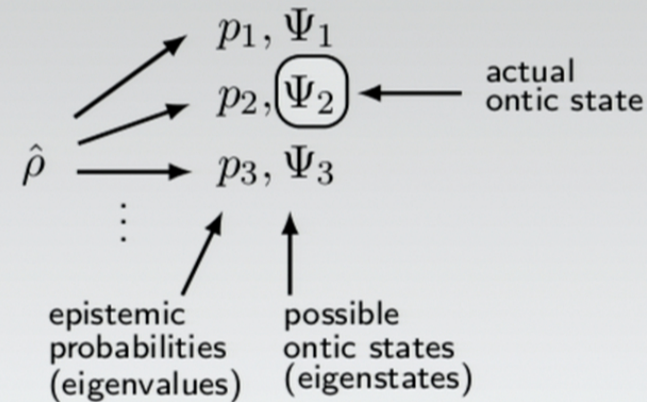 p₁, Ψ₁
p₂, Ψ₂
actual
ontic state
ρ̂
p₃, Ψ₃
⋮
epistemic
probabilities
(eigenvalues)
possible
ontic states
(eigenstates)